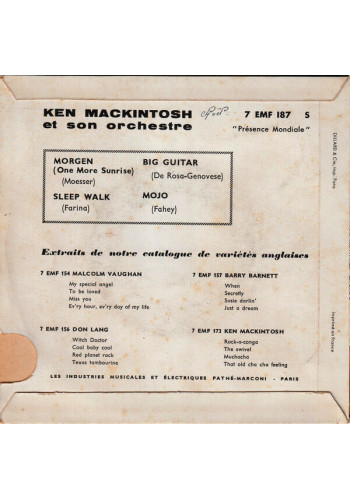 KEN MACKINTOSH
et son orchestre
7 EMF 187 S
"Présence Mondiale"
MORGEN
(One More Sunrise)
(Moesser)
SLEEP WALK
(Farina)
BIG GUITAR
(De Rosa-Genovese)
MOJO
(Fahey)
Extraits de notre catalogue de variétés anglaises
7 EMF 154 MALCOLM VAUGHAN
My special angel
To be loved
Miss you
Ev'ry hour, ev'ry day of my life
7 EMF 157 BARRY BARNETT
When
Secretly
Susie darlin'
Just a dream
7 EMF 156 DON LANG
Witch Doctor
Cool baby cool
Red planet rock
Texas tambourine
7 EMF 173 KEN MACKINTOSH
Rock-a-conga
The swivel
Muchacha
That old cha cha feeling
LES INDUSTRIES MUSICALES ET ÉLECTRIQUES PATHÉ-MARCONI - PARIS
Imprimé en France